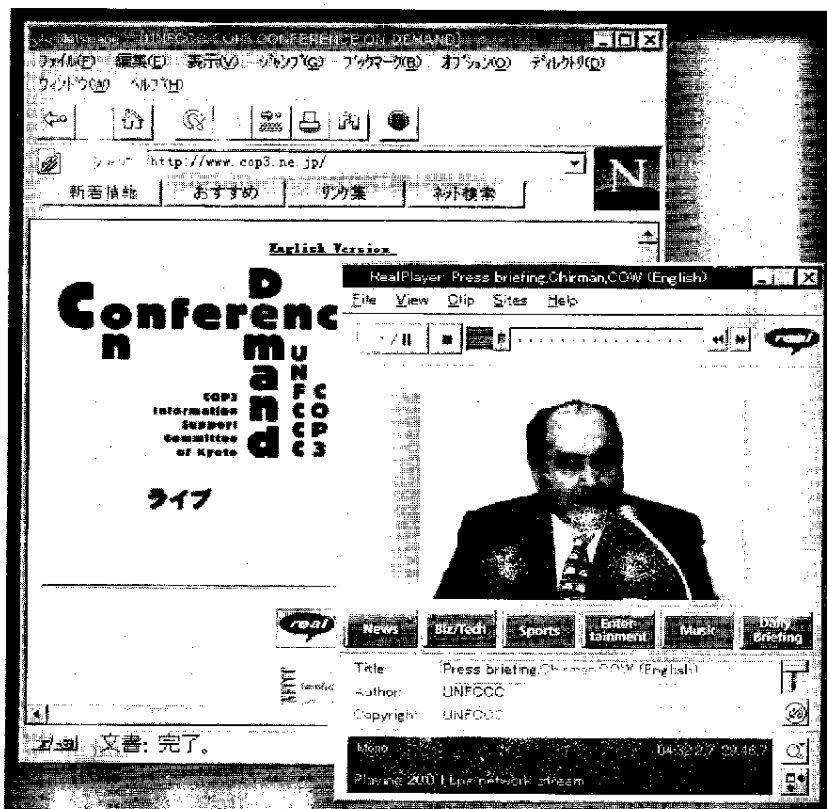 UNFCCC COP3 CONFERENCE ON DEMAND
ファイル(F) 編集(E) 表示(V) ジャンプ(G) ブックマーク(B) オプション(O) ディレクトリ(D)
ウィンドウ(W) ヘルプ(H)
http://www.cop3.ne.jp/
N
新着情報 おすすめ リンク集 ネット検索
English Version
Conferenc
on
Demand
UNFCCC
COP3
COP3
Information
Support
Committee
of Kyoto
ライブ
real
文書: 完了。
RealPlayer: Press briefing,Chirman,COW (English)
File View Clip Sites Help
real
News Biz/Tech Sports Enter tainment Music Daily Briefing
Title: Press briefing,Chirman,COW (English)
Author: UNFCCC
Copyright: UNFCCC
Mono
Playing network stream